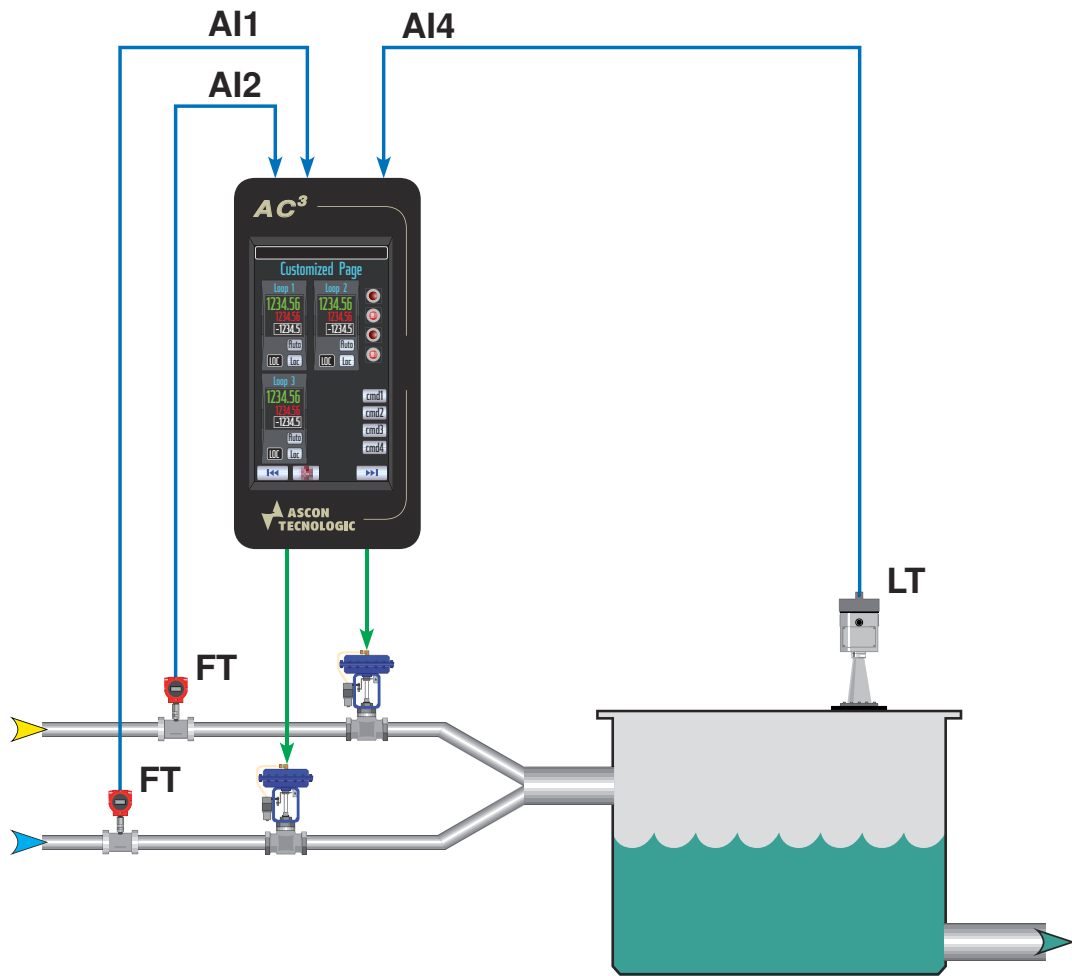 AI1
AI4
AI2
AC³
Customized Page
Loop 1
Loop 2
1234.56
1234.56
1234.56
1234.56
-1234.5
-1234.5
Auto
Auto
LOC
Loc
LOC
Loc
Loop 3
1234.56
1234.56
-1234.5
Auto
LOC
Loc
cmd1
cmd2
cmd3
cmd4
ASCON
TECNOLOGIC
LT
FT
FT